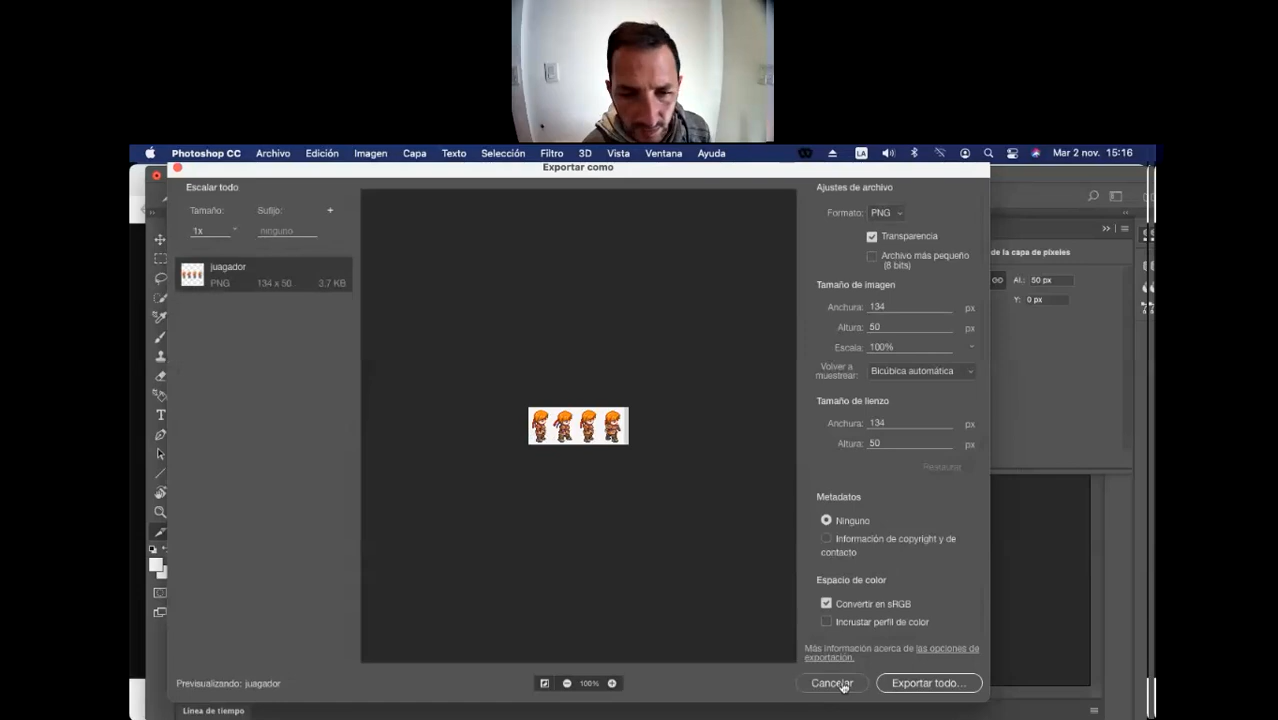 Photoshop CC Archivo Edición Imagen Capa Texto Selección Filtro 3D Vista Ventana Ayuda LA Mar 2 nov. 15:16
Exportar como
Escalar todo
Tamaño: Sufijo: +
1x ninguno
juagador
PNG 134 x 50 3.7 KB
Ajustes de archivo
Formato: PNG
Transparencia
Archivo más pequeño
(8 bits)
Tamaño de imagen
Anchura: 134 px
Altura: 50 px
Escala: 100%
Volver a
muestrear: Bicúbica automática
Tamaño de lienzo
Anchura: 134 px
Altura: 50 px
Restaurar
Metadatos
Ninguno
Información de copyright y de
contacto
Espacio de color
Convertir en sRGB
Incrustar perfil de color
Más información acerca de las opciones de
exportación.
Previsualizando: juagador 100% Cancelar Exportar todo...
de la capa de píxeles
Al.: 50 px
Y: 0 px
Línea de tiempo